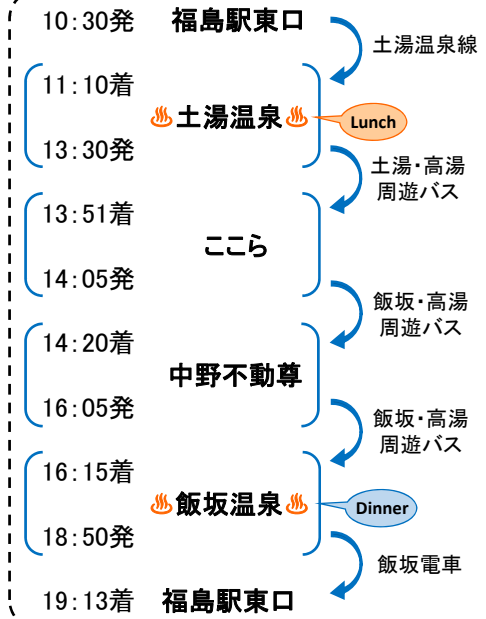 10:30発 福島駅東口
土湯温泉線
11:10着
♨土湯温泉♨
Lunch
13:30発
土湯・高湯
周遊バス
13:51着
ここら
14:05発
飯坂・高湯
周遊バス
14:20着
中野不動尊
16:05発
飯坂・高湯
周遊バス
16:15着
♨飯坂温泉♨
Dinner
18:50発
飯坂電車
19:13着 福島駅東口